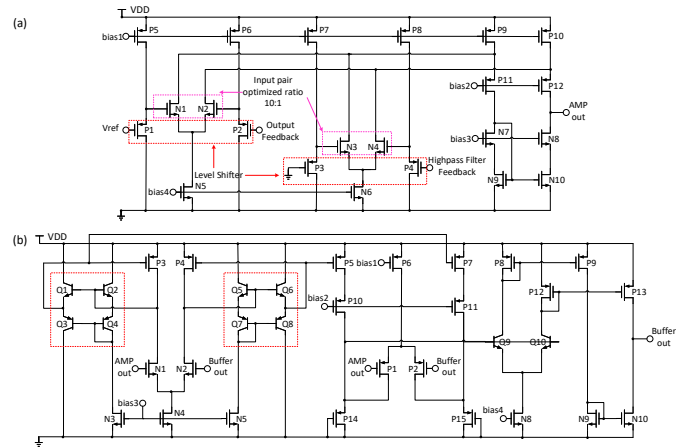 (a)
VDD
P5
P6
P7
P8
P9
P10
bias1
Input pair
optimized ratio
10:1
bias2
P11
P12
AMP
out
N1
N2
Vref
P1
P2
Output
Feedback
bias3
N7
N8
N3
N4
Highpass Filter
Feedback
Level Shifter
P3
P4
bias4
N5
N6
N9
N10
(b)
VDD
Q1
Q2
P3
P4
Q5
Q6
P5
bias1
P6
P7
P8
P9
Q3
Q4
Q7
Q8
bias2
P10
P11
P12
P13
AMP
out
N1
N2
Buffer
out
AMP
out
P1
P2
Buffer
out
Q9
Q10
Buffer
out
bias3
N3
N4
N5
P14
P15
bias4
N8
N9
N10